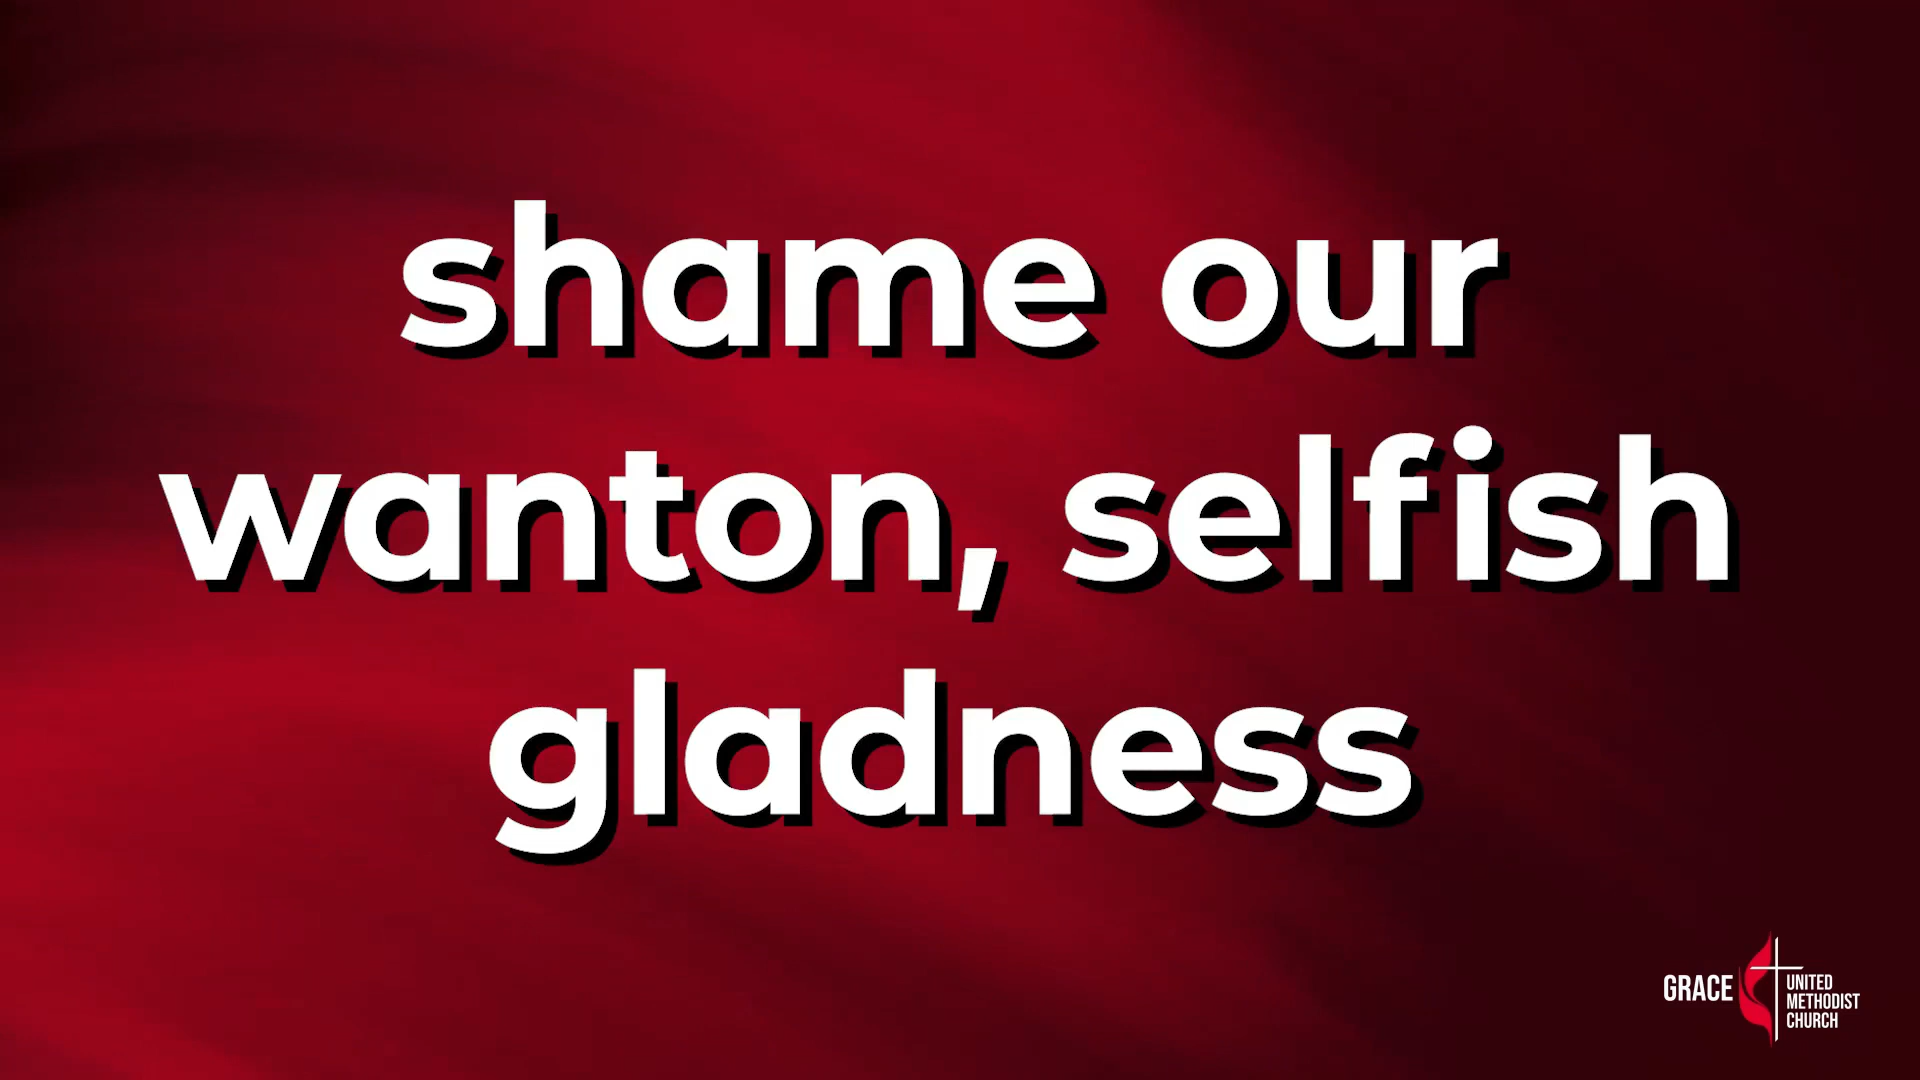 shame our
wanton, selfish
gladness
GRACE
UNITED
METHODIST
CHURCH